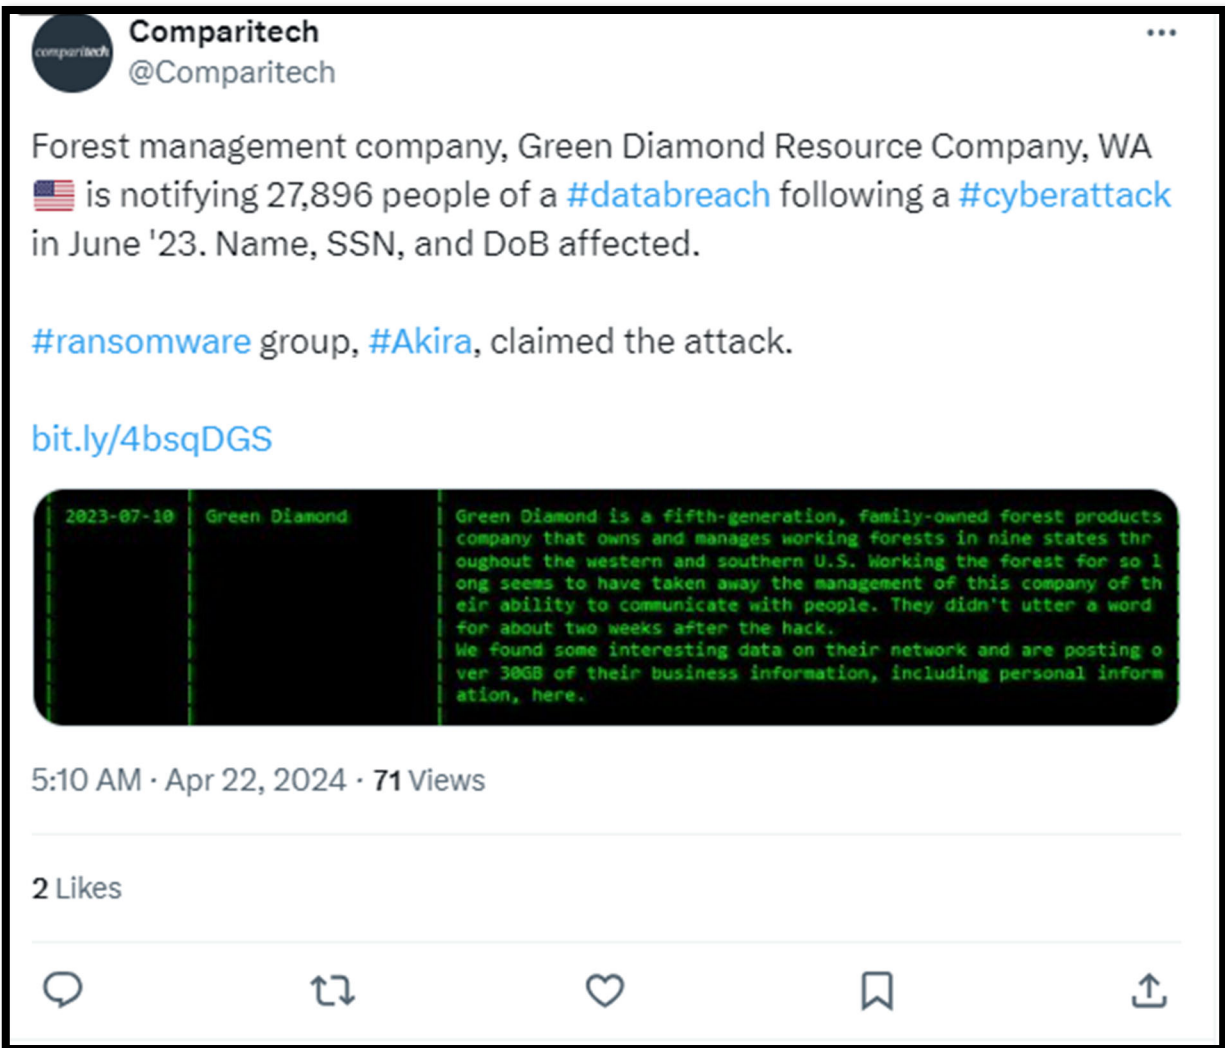 comparitech
Comparitech
@Comparitech
Forest management company, Green Diamond Resource Company, WA
🇺🇸 is notifying 27,896 people of a #databreach following a #cyberattack
in June '23. Name, SSN, and DoB affected.
#ransomware group, #Akira, claimed the attack.
bit.ly/4bsqDGS
2023-07-10 | Green Diamond | Green Diamond is a fifth-generation, family-owned forest products
company that owns and manages working forests in nine states thr
oughout the western and southern U.S. Working the forest for so l
ong seems to have taken away the management of this company of th
eir ability to communicate with people. They didn't utter a word
for about two weeks after the hack.
We found some interesting data on their network and are posting o
ver 30GB of their business information, including personal inform
ation, here.
5:10 AM · Apr 22, 2024 · 71 Views
2 Likes